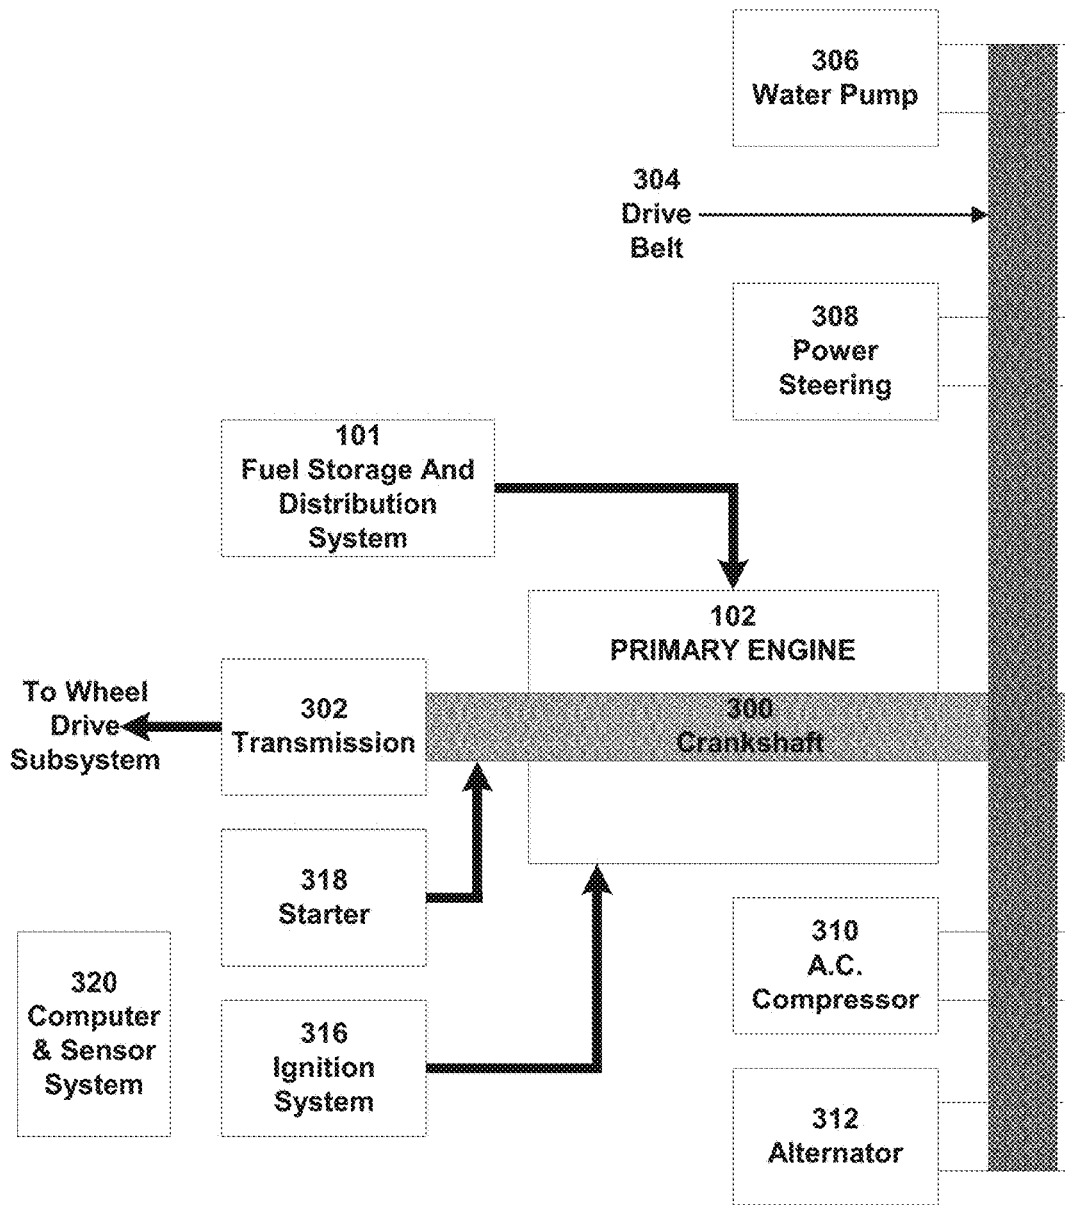 306
Water Pump
304
Drive
Belt
308
Power
Steering
101
Fuel Storage And
Distribution
System
102
PRIMARY ENGINE
To Wheel
Drive
Subsystem
302
Transmission
300
Crankshaft
318
Starter
320
Computer
& Sensor
System
316
Ignition
System
310
A.C.
Compressor
312
Alternator